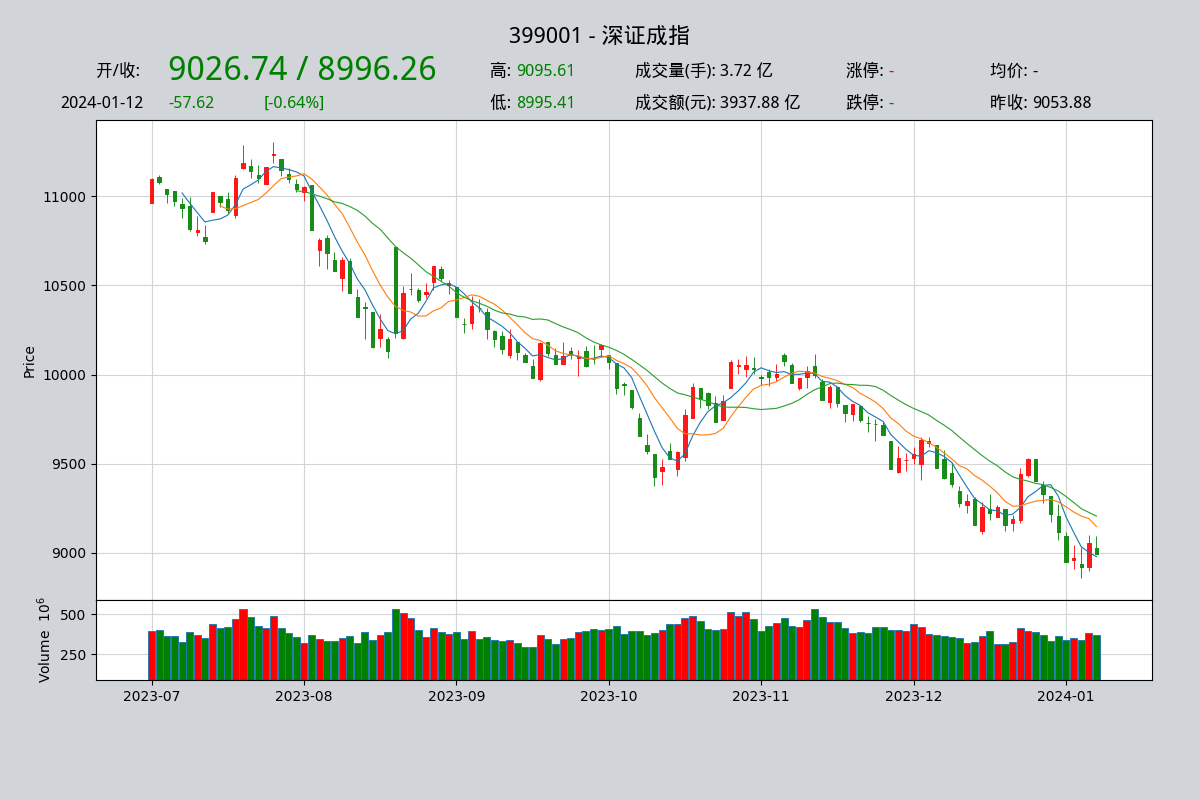 399001 - 深证成指
开/收: 9026.74 / 8996.26 高: 9095.61 成交量(手): 3.72 亿 涨停: - 均价: -
2024-01-12 -57.62 [-0.64%] 低: 8995.41 成交额(元): 3937.88 亿 跌停: - 昨收: 9053.88
11000
10500
10000
9500
9000
Price
500
250
Volume 10⁶
2023-07 2023-08 2023-09 2023-10 2023-11 2023-12 2024-01